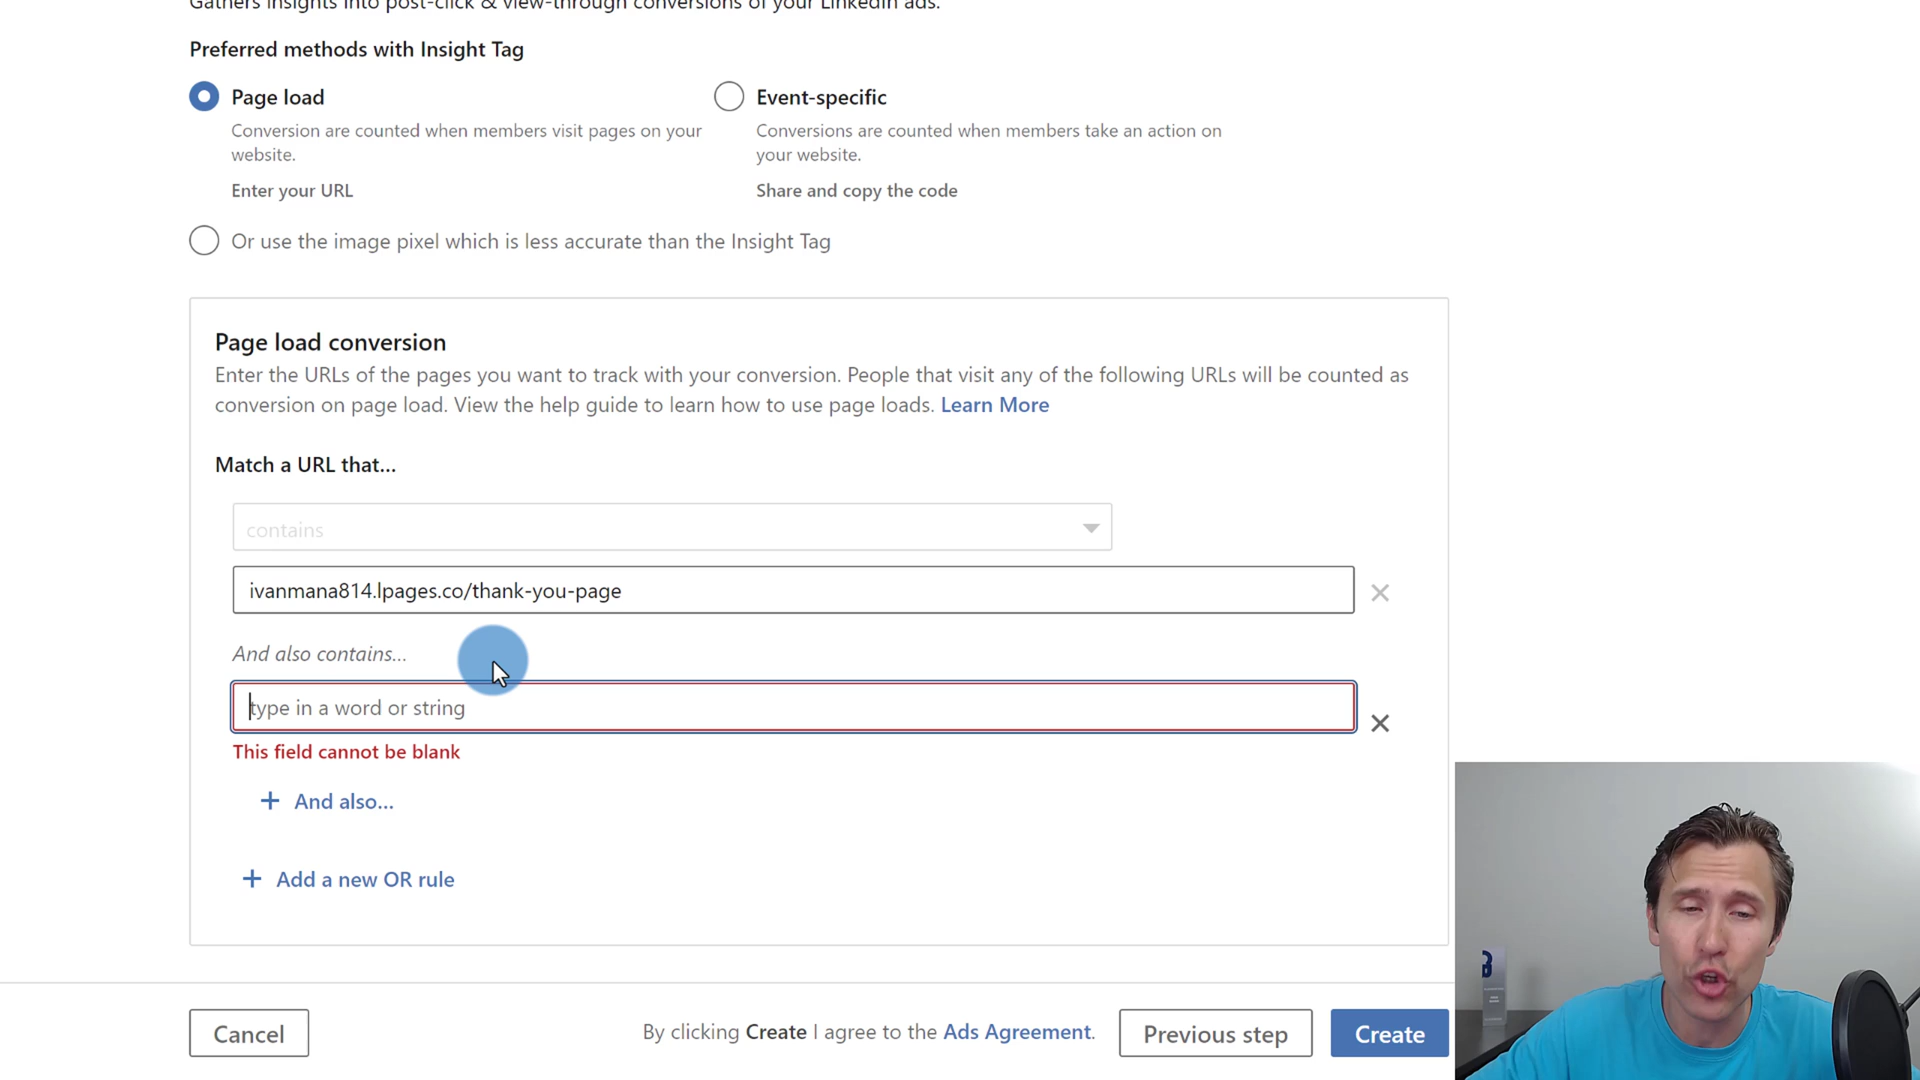 Gathers insights into post-click & view-through conversions of your LinkedIn ads.
Preferred methods with Insight Tag
Page load
Conversion are counted when members visit pages on your
website.
Enter your URL
Event-specific
Conversions are counted when members take an action on
your website.
Share and copy the code
Or use the image pixel which is less accurate than the Insight Tag
Page load conversion
Enter the URLs of the pages you want to track with your conversion. People that visit any of the following URLs will be counted as
conversion on page load. View the help guide to learn how to use page loads. Learn More
Match a URL that...
contains
ivanmana814.lpages.co/thank-you-page
And also contains...
type in a word or string
This field cannot be blank
+ And also...
+ Add a new OR rule
Cancel
By clicking Create I agree to the Ads Agreement.
Previous step
Create